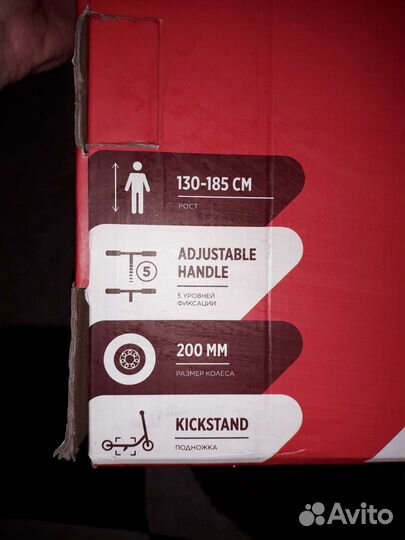 130-185 CM
РОСТ
ADJUSTABLE
HANDLE
5
5 УРОВНЕЙ
ФИКСАЦИИ
200 MM
РАЗМЕР КОЛЕСА
KICKSTAND
ПОДНОЖКА
Avito